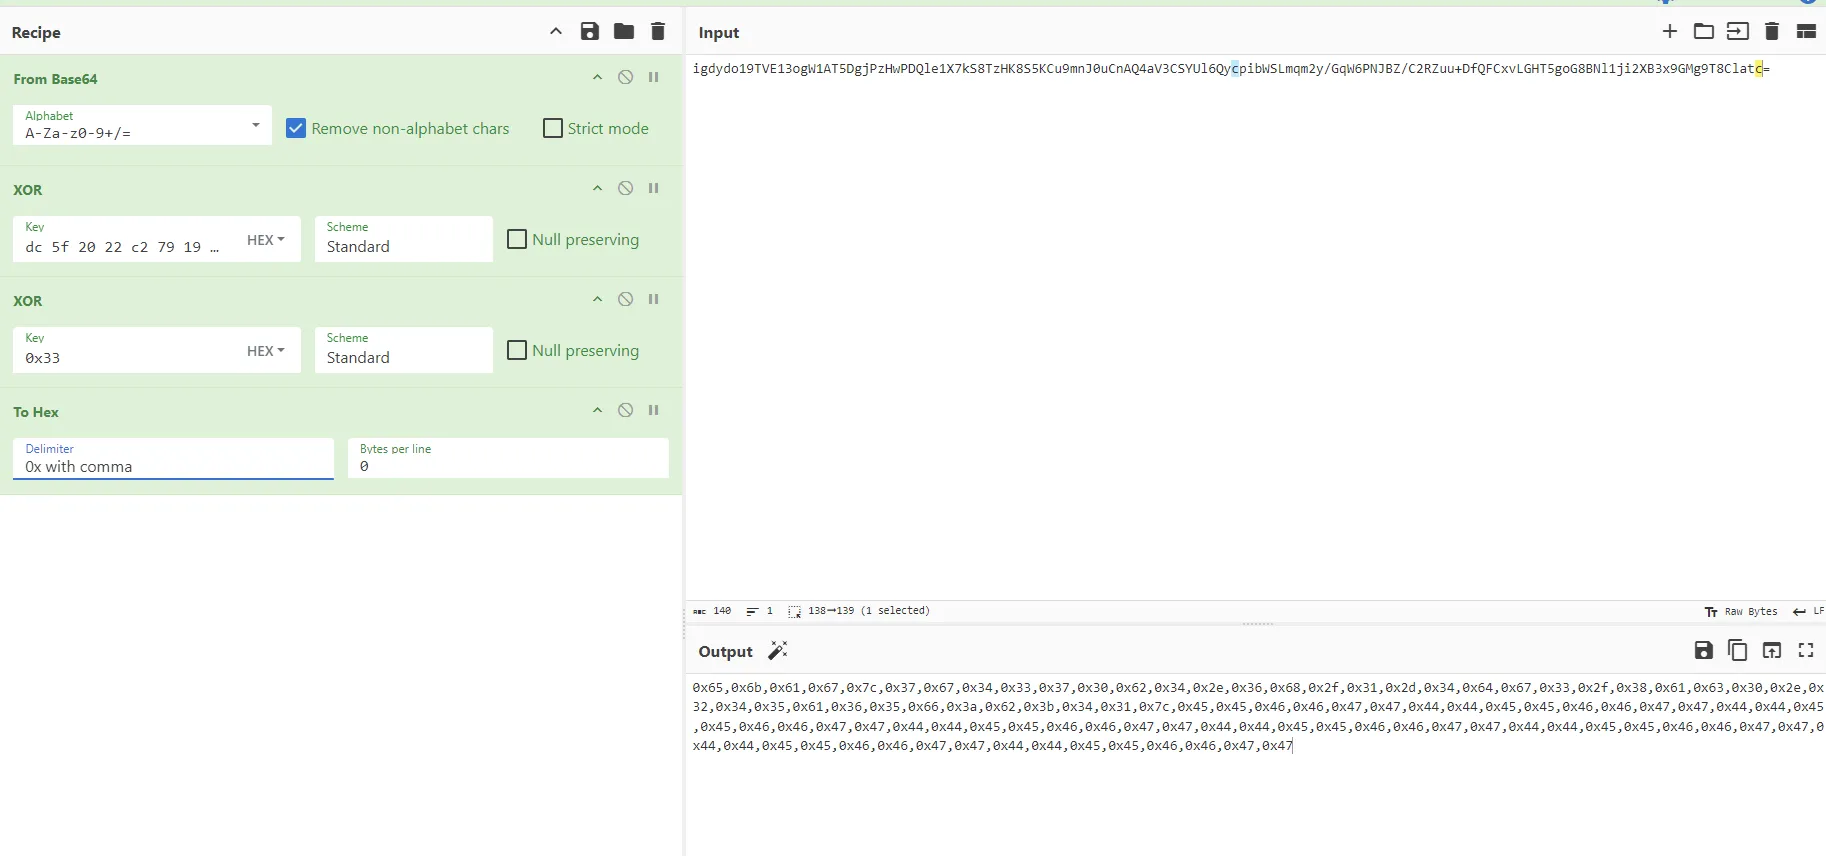 Recipe
From Base64
Alphabet
A-Za-z0-9+/=
Remove non-alphabet chars
Strict mode
XOR
Key
dc 5f 20 22 c2 79 19 …
HEX
Scheme
Standard
Null preserving
XOR
Key
0x33
HEX
Scheme
Standard
Null preserving
To Hex
Delimiter
0x with comma
Bytes per line
0
Input
igdydo19TVE13ogW1AT5DgjPzHwPDQle1X7kS8TzHK8S5KCu9mnJ0uCnAQ4aV3CSYUl6QycpibWSLmqm2y/GqW6PNJBZ/C2RZuu+DfQFCxvLGHT5goG8BNl1ji2XB3x9GMg9T8Clatc=
ABC 140
1
138→139 (1 selected)
Tт Raw Bytes
LF
Output
0x65,0x6b,0x61,0x67,0x7c,0x37,0x67,0x34,0x33,0x37,0x30,0x62,0x34,0x2e,0x36,0x68,0x2f,0x31,0x2d,0x34,0x64,0x67,0x33,0x2f,0x38,0x61,0x63,0x30,0x2e,0x
32,0x34,0x35,0x61,0x36,0x35,0x66,0x3a,0x62,0x3b,0x34,0x31,0x7c,0x45,0x45,0x46,0x46,0x47,0x47,0x44,0x44,0x45,0x45,0x46,0x46,0x47,0x47,0x44,0x44,0x45
,0x45,0x46,0x46,0x47,0x47,0x44,0x44,0x45,0x45,0x46,0x46,0x47,0x47,0x44,0x44,0x45,0x45,0x46,0x46,0x47,0x47,0x44,0x44,0x45,0x45,0x46,0x46,0x47,0x47,0
x44,0x44,0x45,0x45,0x46,0x46,0x47,0x47,0x44,0x44,0x45,0x45,0x46,0x46,0x47,0x47